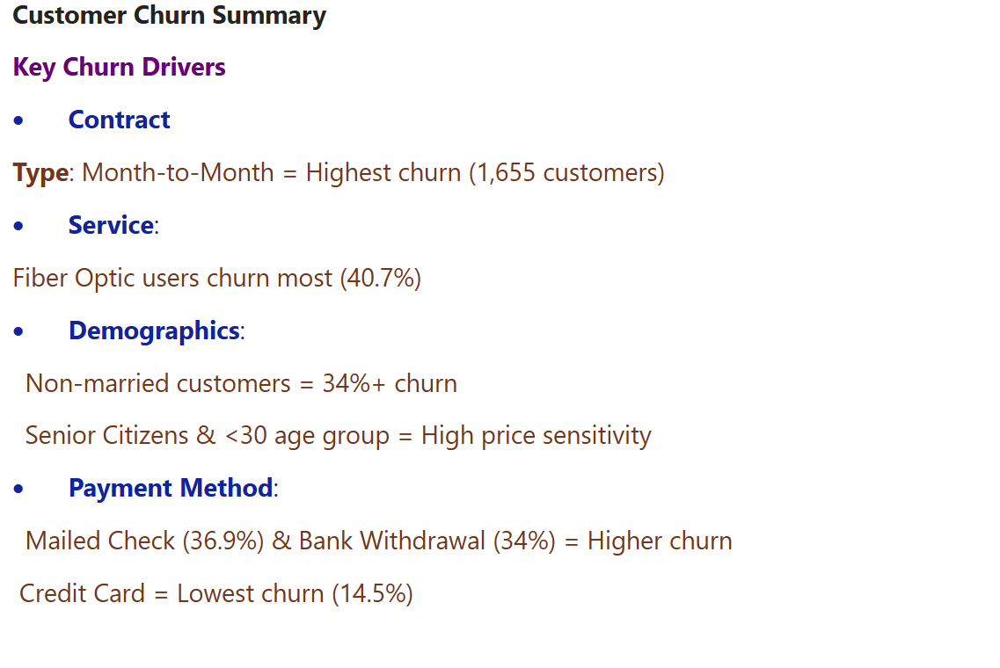 Customer Churn Summary
Key Churn Drivers
• Contract
Type: Month-to-Month = Highest churn (1,655 customers)
• Service:
Fiber Optic users churn most (40.7%)
• Demographics:
Non-married customers = 34%+ churn
Senior Citizens & <30 age group = High price sensitivity
• Payment Method:
Mailed Check (36.9%) & Bank Withdrawal (34%) = Higher churn
Credit Card = Lowest churn (14.5%)